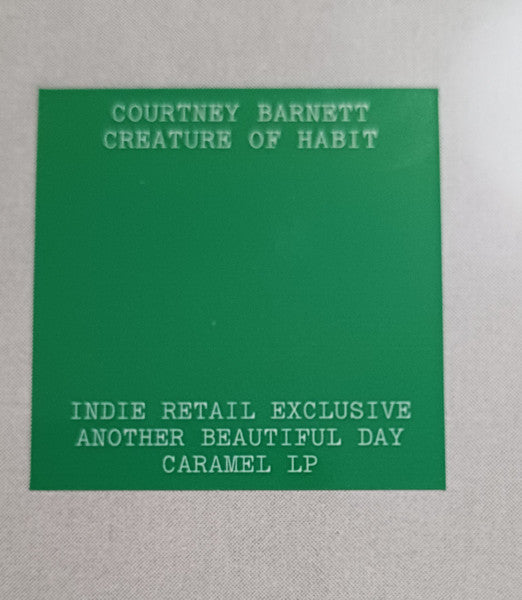 COURTNEY BARNETT
CREATURE OF HABIT
INDIE RETAIL EXCLUSIVE
ANOTHER BEAUTIFUL DAY
CARAMEL LP